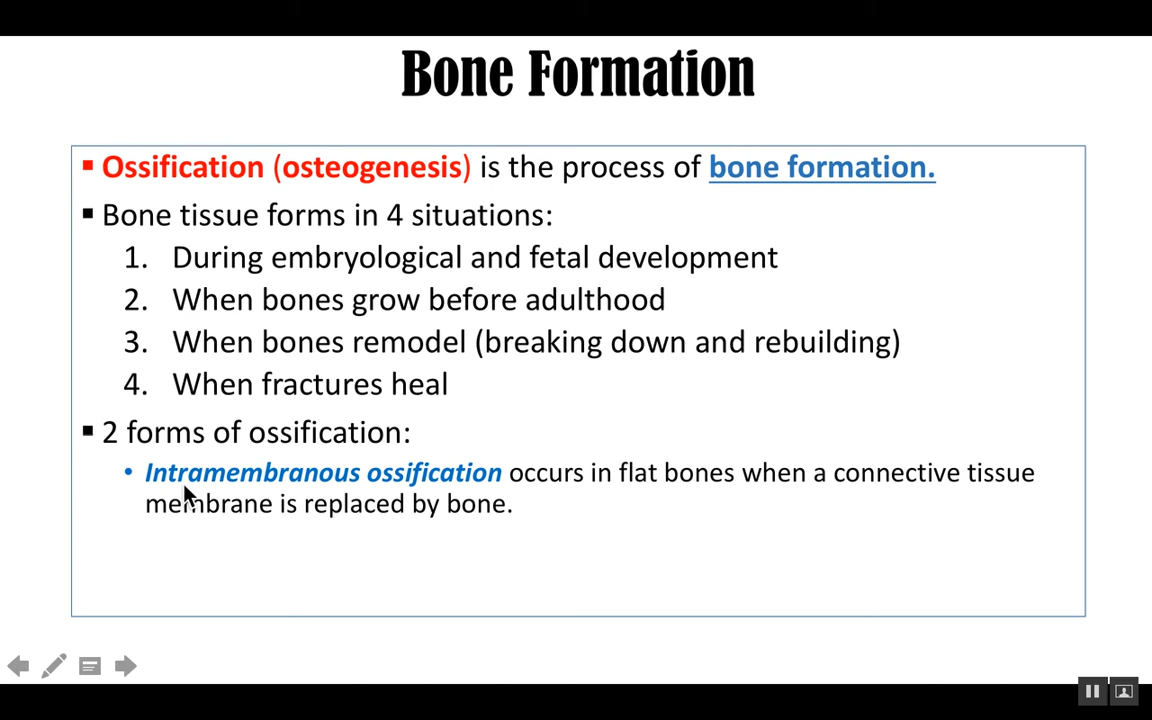 Bone Formation
▪ Ossification (osteogenesis) is the process of bone formation.
▪ Bone tissue forms in 4 situations:
1. During embryological and fetal development
2. When bones grow before adulthood
3. When bones remodel (breaking down and rebuilding)
4. When fractures heal
▪ 2 forms of ossification:
• Intramembranous ossification occurs in flat bones when a connective tissue
membrane is replaced by bone.